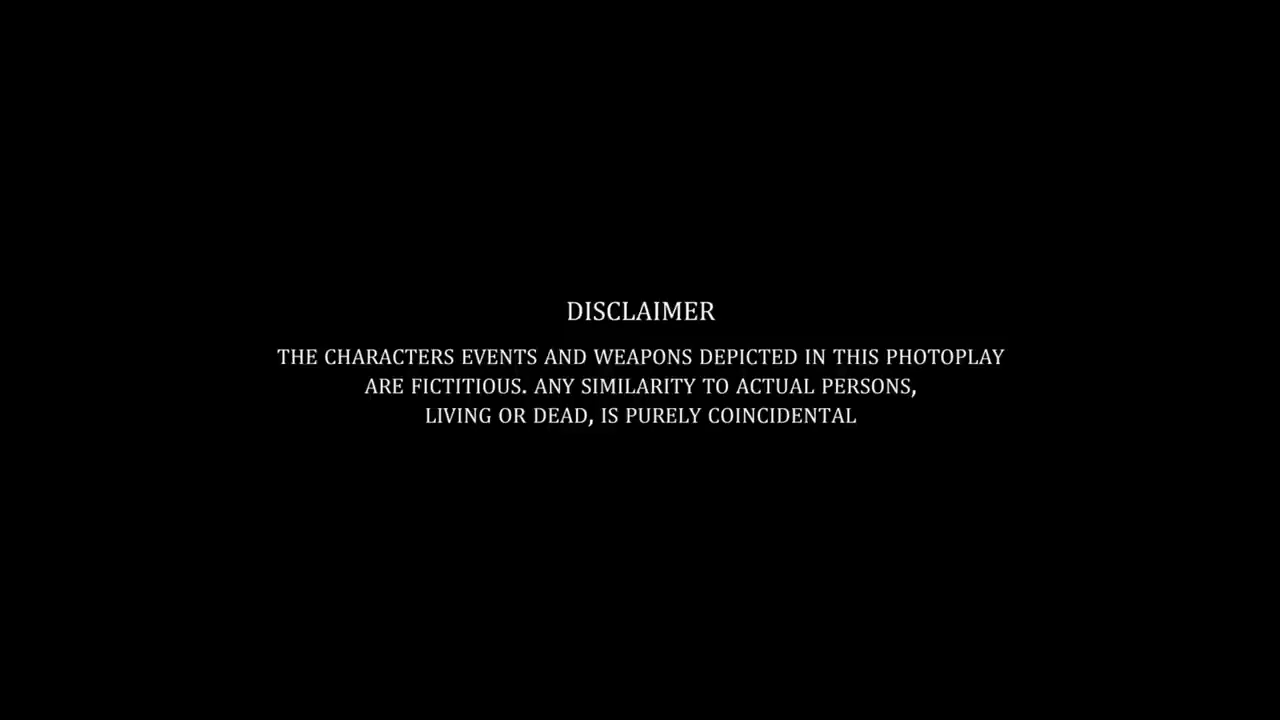 DISCLAIMER
THE CHARACTERS EVENTS AND WEAPONS DEPICTED IN THIS PHOTOPLAY
ARE FICTITIOUS. ANY SIMILARITY TO ACTUAL PERSONS,
LIVING OR DEAD, IS PURELY COINCIDENTAL